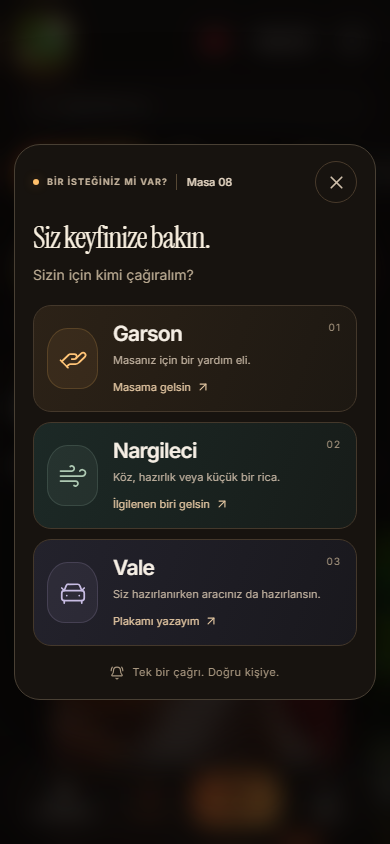 BİR İSTEĞİNİZ Mİ VAR? | Masa 08
Siz keyfinize bakın.
Sizin için kimi çağıralım?
Garson
01
Masanız için bir yardım eli.
Masama gelsin
Nargileci
02
Köz, hazırlık veya küçük bir rica.
İlgilenen biri gelsin
Vale
03
Siz hazırlanırken aracınız da hazırlansın.
Plakamı yazayım
Tek bir çağrı. Doğru kişiye.